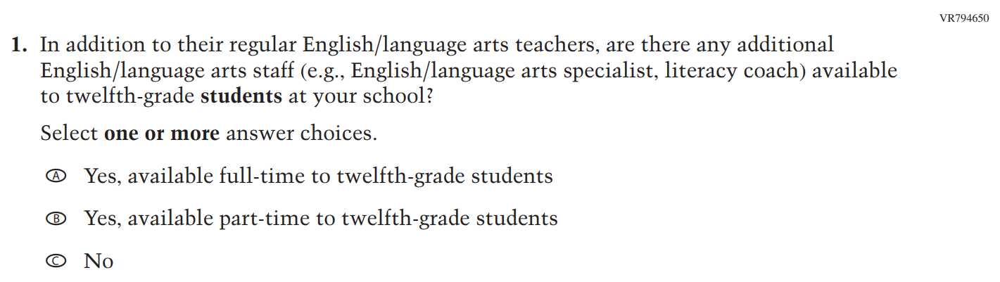 VR794650
1. In addition to their regular English/language arts teachers, are there any additional
English/language arts staff (e.g., English/language arts specialist, literacy coach) available
to twelfth-grade students at your school?
Select one or more answer choices.
A Yes, available full-time to twelfth-grade students
B Yes, available part-time to twelfth-grade students
C No